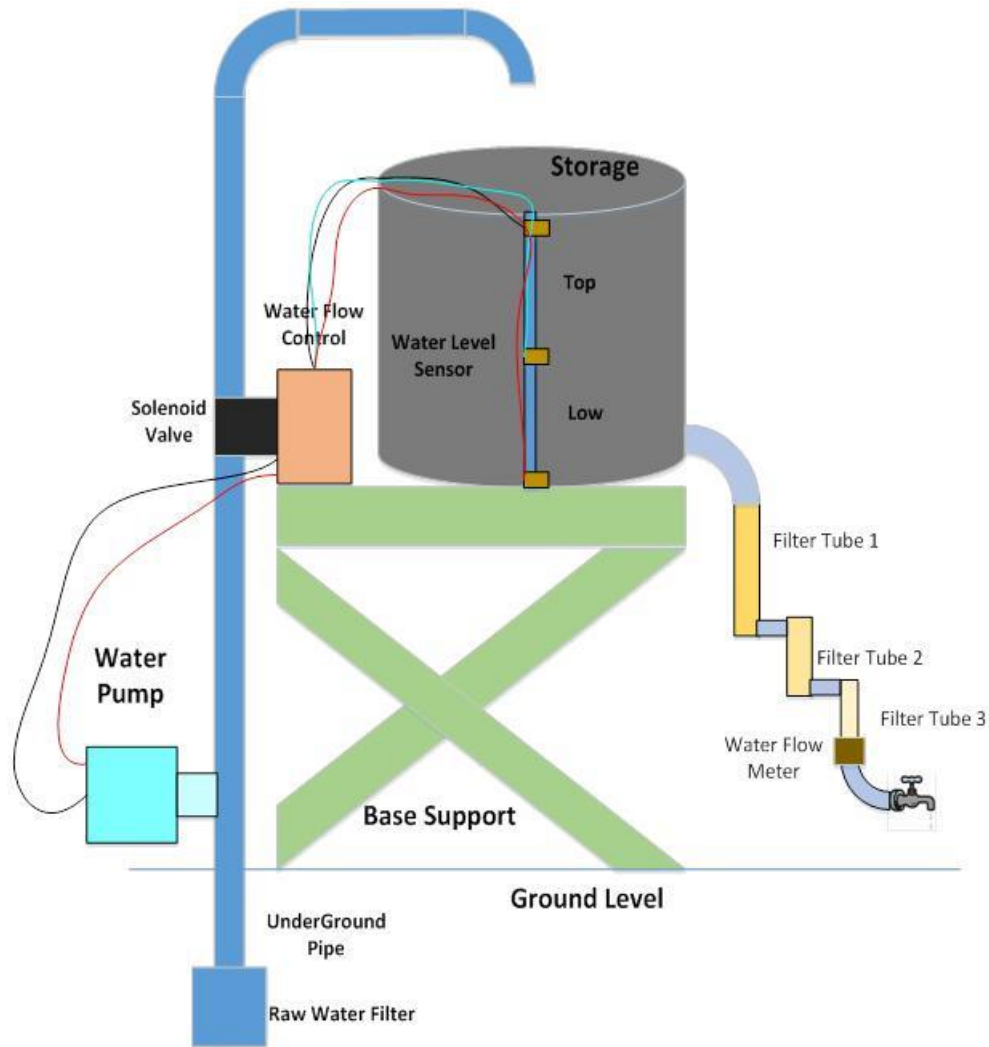 Storage
Top
Water Flow
Control
Water Level
Sensor
Solenoid
Valve
Low
Filter Tube 1
Water
Pump
Filter Tube 2
Filter Tube 3
Water Flow
Meter
Base Support
Ground Level
UnderGround
Pipe
Raw Water Filter